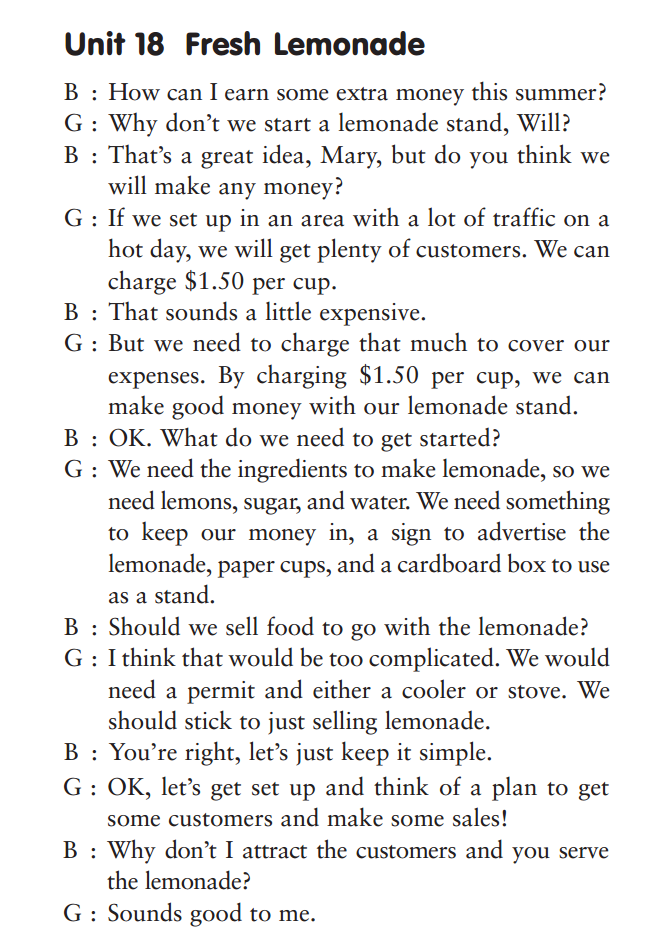 Unit 18  Fresh Lemonade
B : How can I earn some extra money this summer?
G : Why don't we start a lemonade stand, Will?
B : That's a great idea, Mary, but do you think we
will make any money?
G : If we set up in an area with a lot of traffic on a
hot day, we will get plenty of customers. We can
charge $1.50 per cup.
B : That sounds a little expensive.
G : But we need to charge that much to cover our
expenses. By charging $1.50 per cup, we can
make good money with our lemonade stand.
B : OK. What do we need to get started?
G : We need the ingredients to make lemonade, so we
need lemons, sugar, and water. We need something
to keep our money in, a sign to advertise the
lemonade, paper cups, and a cardboard box to use
as a stand.
B : Should we sell food to go with the lemonade?
G : I think that would be too complicated. We would
need a permit and either a cooler or stove. We
should stick to just selling lemonade.
B : You're right, let's just keep it simple.
G : OK, let's get set up and think of a plan to get
some customers and make some sales!
B : Why don't I attract the customers and you serve
the lemonade?
G : Sounds good to me.